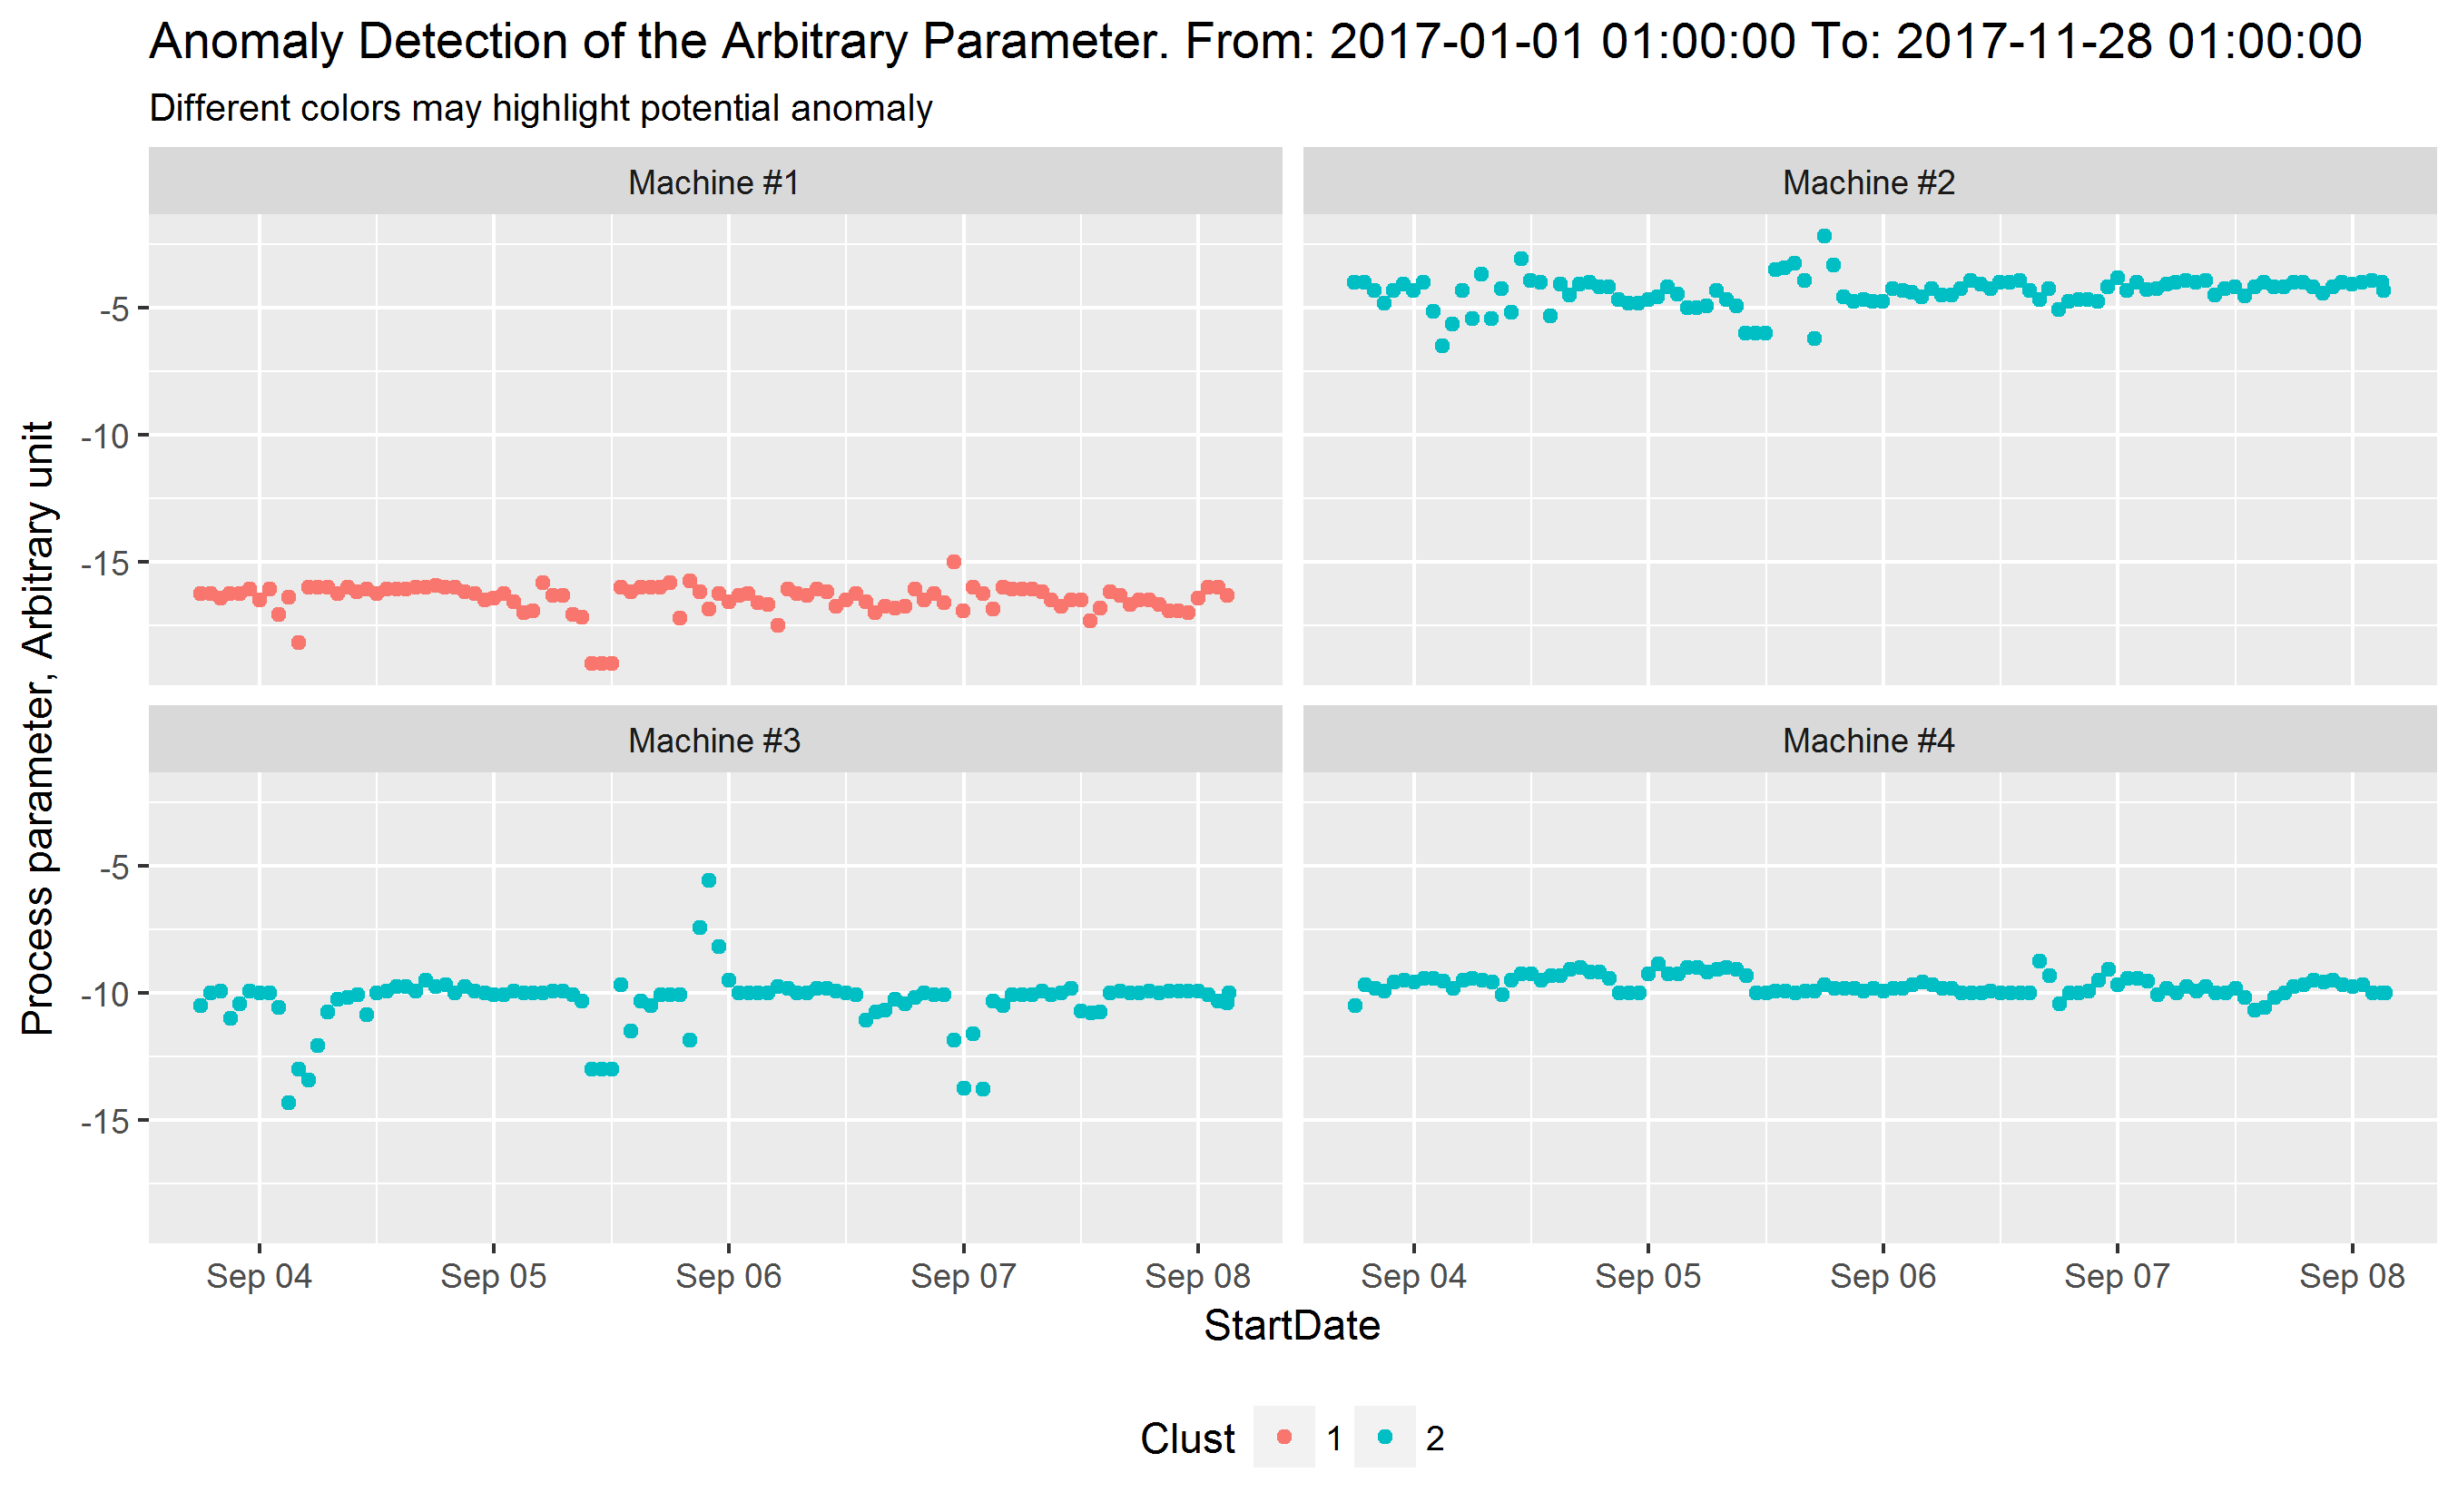 Anomaly Detection of the Arbitrary Parameter. From: 2017-01-01 01:00:00 To: 2017-11-28 01:00:00
Different colors may highlight potential anomaly
Machine #1
Machine #2
-5
-10
-15
Machine #3
Machine #4
-5
-10
-15
Process parameter, Arbitrary unit
Sep 04 Sep 05 Sep 06 Sep 07 Sep 08
Sep 04 Sep 05 Sep 06 Sep 07 Sep 08
StartDate
Clust 1 2